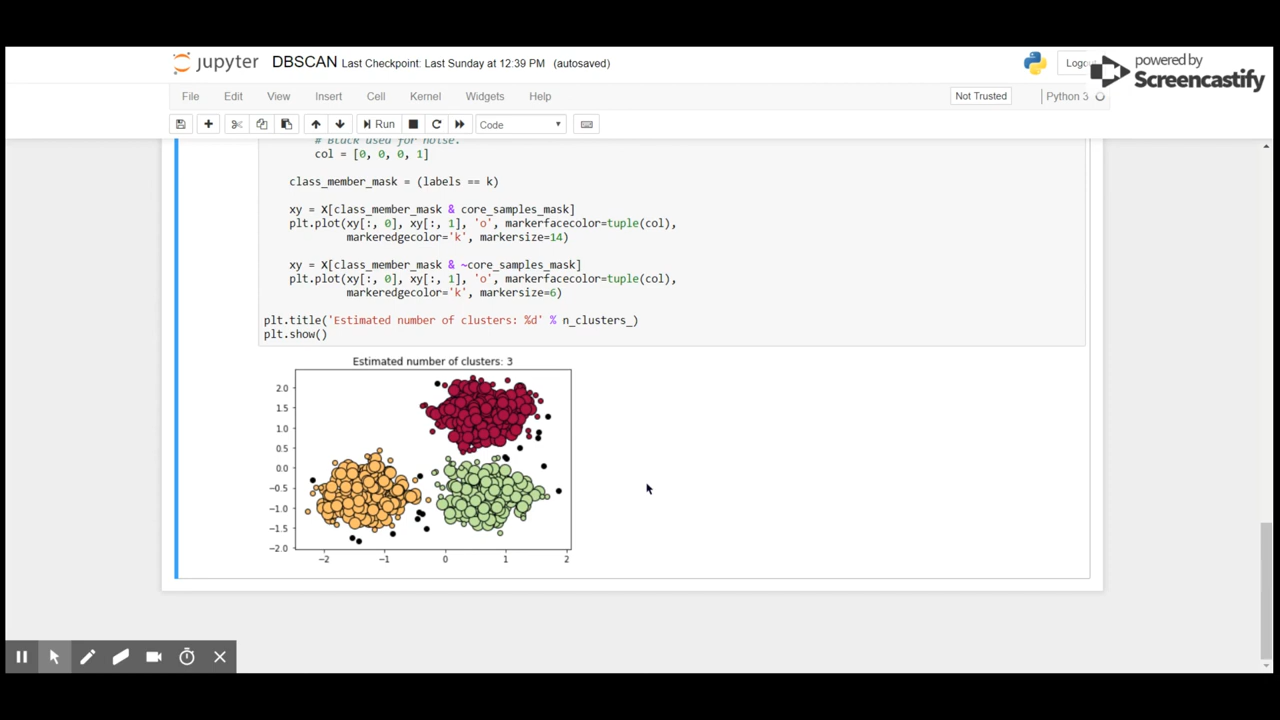 powered by
Screencastify
jupyter DBSCAN Last Checkpoint: Last Sunday at 12:39 PM (autosaved)
File Edit View Insert Cell Kernel Widgets Help Not Trusted Python 3
Run Code
# Black used for noise.
col = [0, 0, 0, 1]
class_member_mask = (labels == k)
xy = X[class_member_mask & core_samples_mask]
plt.plot(xy[:, 0], xy[:, 1], 'o', markerfacecolor=tuple(col),
markeredgecolor='k', markersize=14)
xy = X[class_member_mask & ~core_samples_mask]
plt.plot(xy[:, 0], xy[:, 1], 'o', markerfacecolor=tuple(col),
markeredgecolor='k', markersize=6)
plt.title('Estimated number of clusters: %d' % n_clusters_)
plt.show()
Estimated number of clusters: 3
2.0
1.5
1.0
0.5
0.0
−0.5
−1.0
−1.5
−2.0
−2 −1 0 1 2